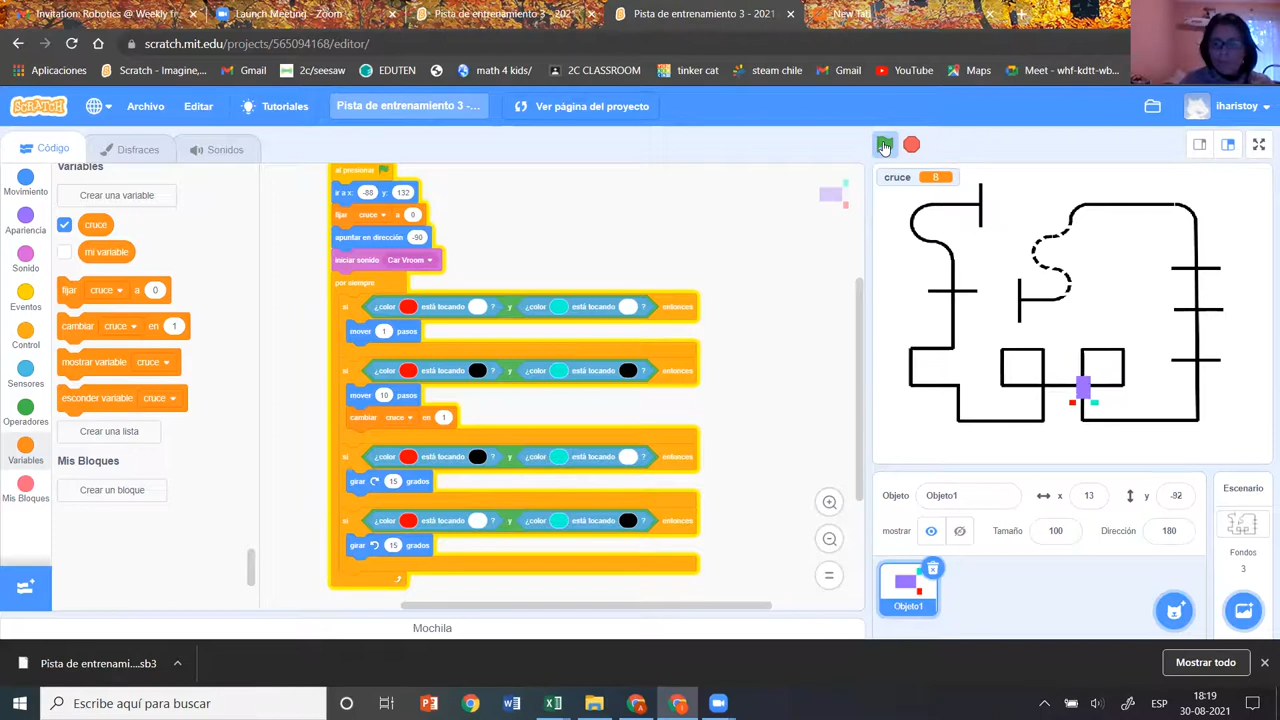 Invitation: Robotics @ Weekly
Launch Meeting - Zoom
Pista de entrenamiento 3 - 202
Pista de entrenamiento 3 - 2021
New Tab
scratch.mit.edu/projects/565094168/editor/
Aplicaciones
Scratch - Imagine,...
Gmail
2c/seesaw
EDUTEN
math 4 kids/
2C CLASSROOM
tinker cat
steam chile
Gmail
YouTube
Maps
Meet - whf-kdtt-wb...
SCRATCH
Archivo
Editar
Tutoriales
Pista de entrenamiento 3 -...
Ver página del proyecto
iharistoy
Código
Disfraces
Sonidos
Movimiento
Apariencia
Sonido
Eventos
Control
Sensores
Operadores
Variables
Mis Bloques
Variables
Crear una variable
cruce
mi variable
fijar cruce a 0
cambiar cruce en 1
mostrar variable cruce
esconder variable cruce
Crear una lista
Mis Bloques
Crear un bloque
al presionar
ir a x: -88 y: 132
fijar cruce a 0
apuntar en dirección -90
iniciar sonido Car Vroom
por siempre
si ¿color está tocando ? y ¿color está tocando ? entonces
mover 1 pasos
si ¿color está tocando ? y ¿color está tocando ? entonces
mover 10 pasos
cambiar cruce en 1
si ¿color está tocando ? y ¿color está tocando ? entonces
girar 15 grados
si ¿color está tocando ? y ¿color está tocando ? entonces
girar 15 grados
cruce 8
Objeto Objeto1 x 13 y -92
mostrar Tamaño 100 Dirección 180
Objeto1
Escenario
Fondos
3
Mochila
Pista de entrenami....sb3
Mostrar todo
Escribe aquí para buscar
ESP
18:19
30-08-2021